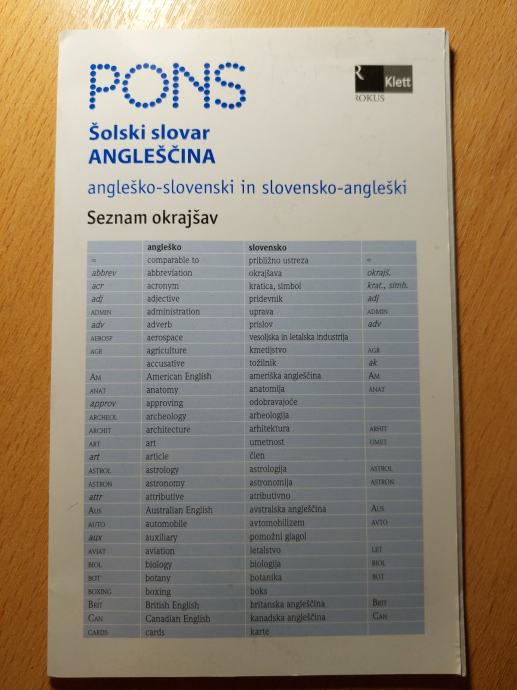 PONS
R
Klett
ROKUS
Šolski slovar
ANGLEŠČINA
angleško-slovenski in slovensko-angleški
Seznam okrajšav
angleško slovensko
= comparable to približno ustreza =
abbrev abbreviation okrajšava okrajš.
acr acronym kratica, simbol krat., simb.
adj adjective pridevnik adj
ADMIN administration uprava ADMIN
adv adverb prislov adv
AEROSP aerospace vesoljska in letalska industrija
AGR agriculture kmetijstvo AGR
accusative tožilnik ak
AM American English ameriška angleščina AM
ANAT anatomy anatomija ANAT
approv approving odobravajoče
ARCHEOL archeology arheologija
ARCHIT architecture arhitektura ARHIT
ART art umetnost UMET
art article člen
ASTROL astrology astrologija ASTROL
ASTRON astronomy astronomija ASTRON
attr attributive atributivno
AUS Australian English avstralska angleščina AUS
AUTO automobile avtomobilizem AVTO
aux auxiliary pomožni glagol
AVIAT aviation letalstvo LET
BIOL biology biologija BIOL
BOT botany botanika BOT
BOXING boxing boks
BRIT British English britanska angleščina BRIT
CAN Canadian English kanadska angleščina CAN
CARDS cards karte